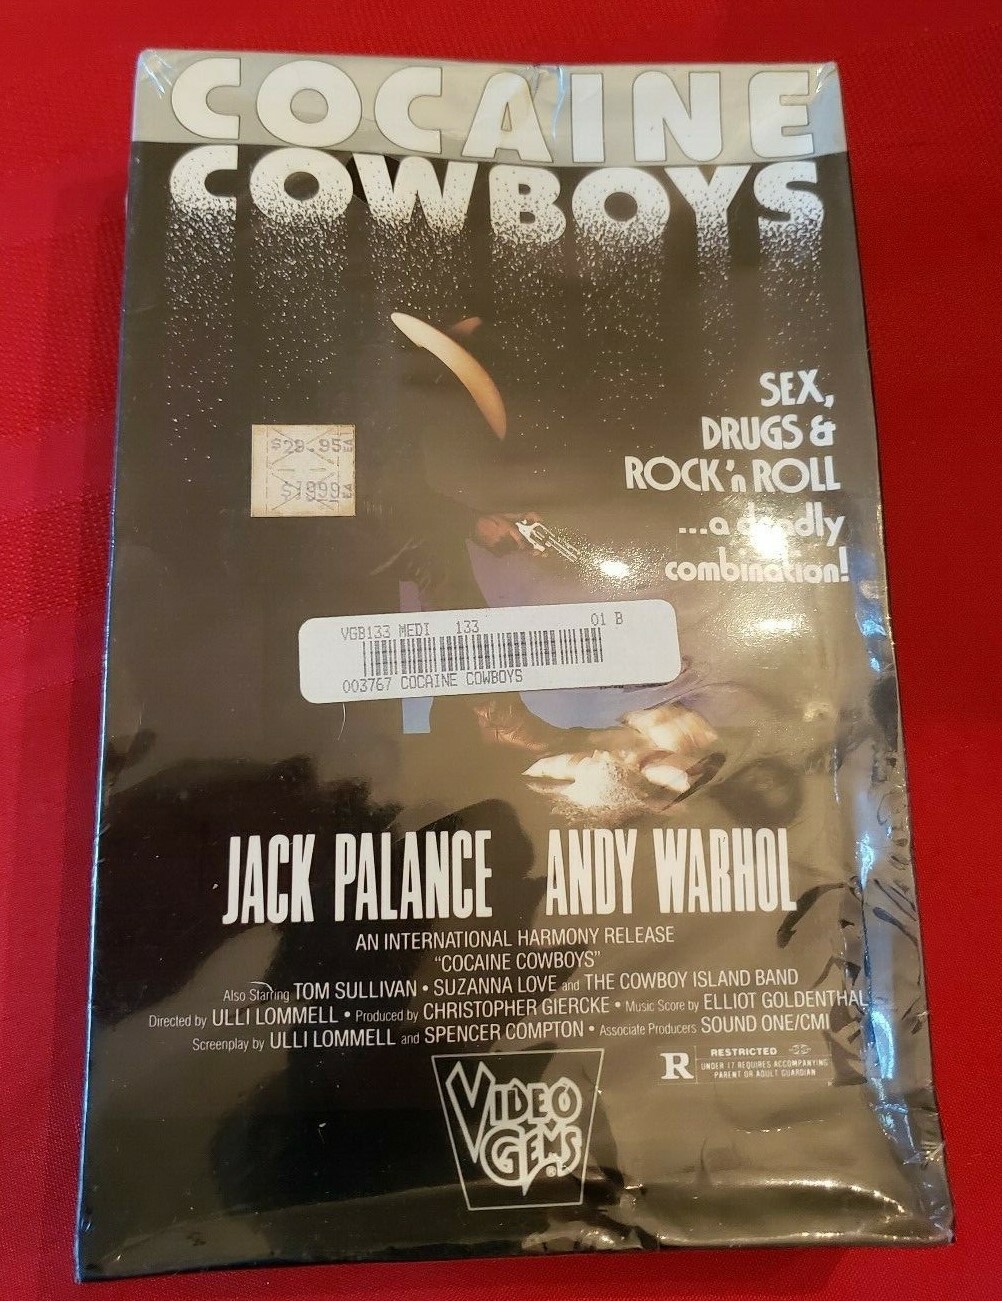 COCAINE
COWBOYS
SEX,
DRUGS &
ROCK 'n ROLL
...a deadly
combination!
$29.95 EA
$1999 EA
VGB133 MEDI 133 01 B
003767 COCAINE COWBOYS
JACK PALANCE ANDY WARHOL
AN INTERNATIONAL HARMONY RELEASE
"COCAINE COWBOYS"
Also Starring TOM SULLIVAN • SUZANNA LOVE and THE COWBOY ISLAND BAND
Directed by ULLI LOMMELL • Produced by CHRISTOPHER GIERCKE • Music Score by ELLIOT GOLDENTHAL
Screenplay by ULLI LOMMELL and SPENCER COMPTON • Associate Producers SOUND ONE/CMI
R RESTRICTED
UNDER 17 REQUIRES ACCOMPANYING
PARENT OR ADULT GUARDIAN
VIDEO
GEMS®